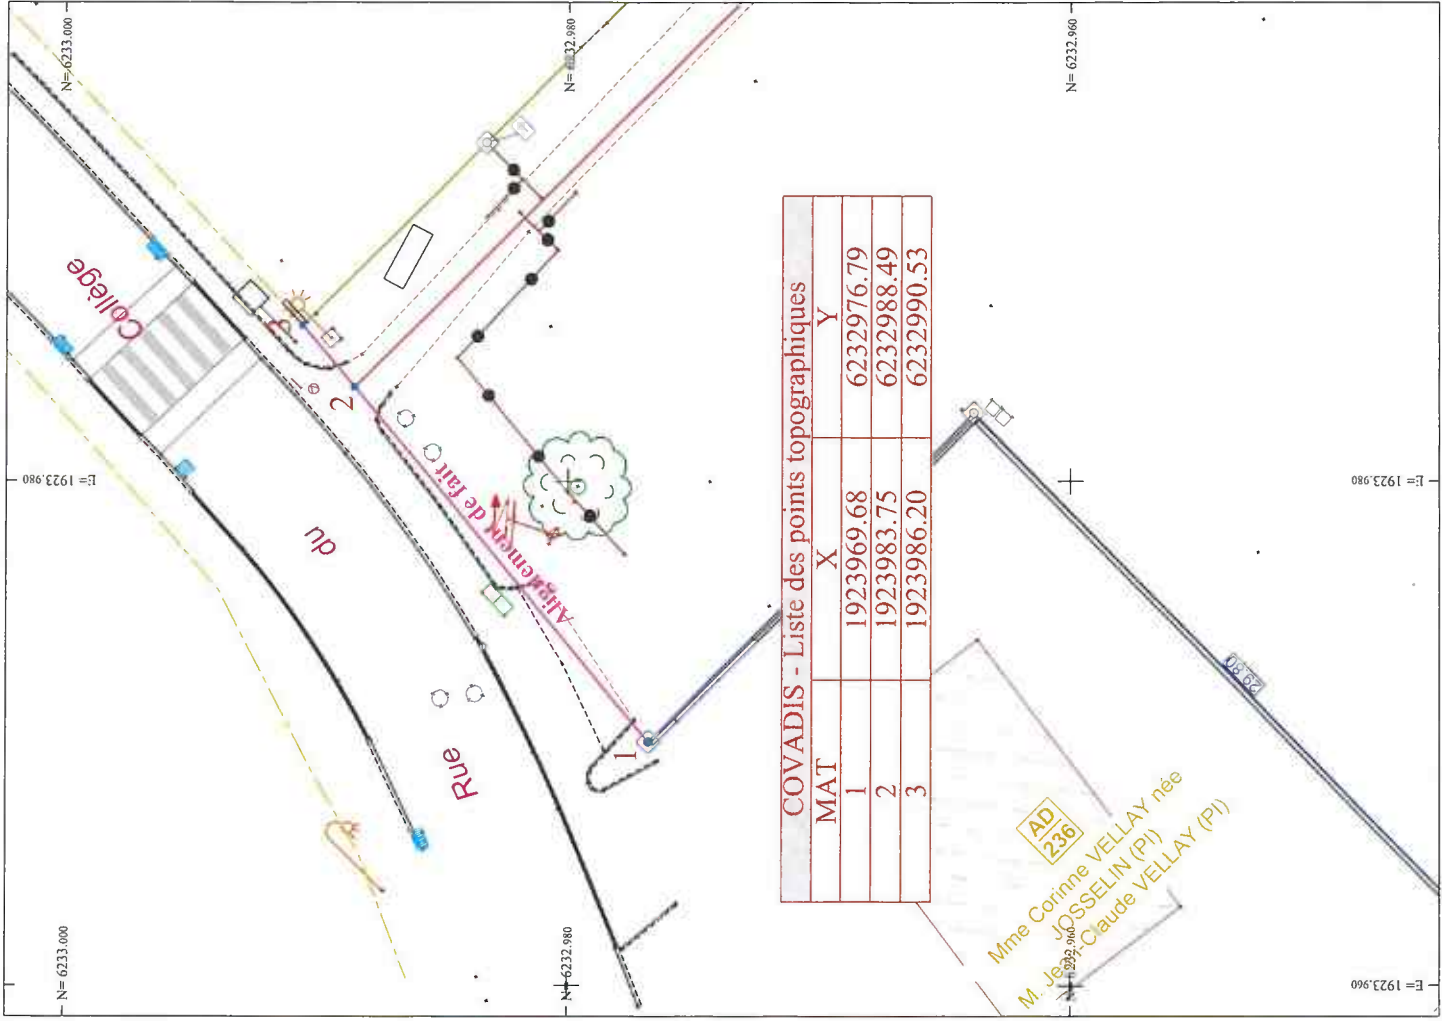 N= 6233.000
N= 6232.980
N= 6232.960
Collège
du
Rue
3
2
1
Alignement de fait
E= 1923.980
E= 1923.980
COVADIS - Liste des points topographiques
MAT X Y
1 1923969.68 6232976.79
2 1923983.75 6232988.49
3 1923986.20 6232990.53
29.80
AD
236
Mme Corinne VELLAY née
JOSSELIN (PI)
M. Jean-Claude VELLAY (PI)
N= 6233.000
N= 6232.980
N= 6232.960
E= 1923.960